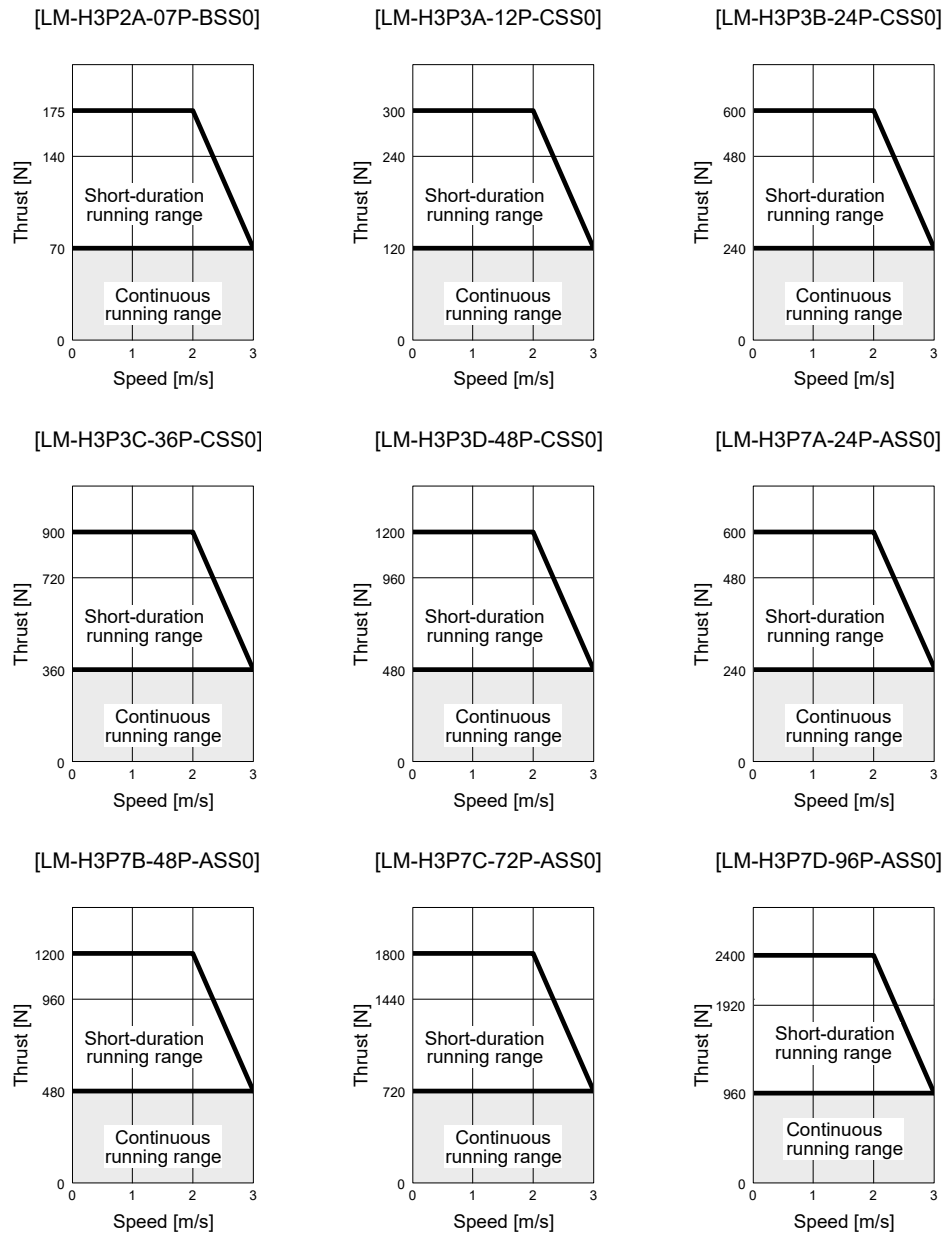 [LM-H3P2A-07P-BSS0]
175
140
70
0
Thrust [N]
Short-duration
running range
Continuous
running range
0 1 2 3
Speed [m/s]
[LM-H3P3A-12P-CSS0]
300
240
120
0
Thrust [N]
Short-duration
running range
Continuous
running range
0 1 2 3
Speed [m/s]
[LM-H3P3B-24P-CSS0]
600
480
240
0
Thrust [N]
Short-duration
running range
Continuous
running range
0 1 2 3
Speed [m/s]
[LM-H3P3C-36P-CSS0]
900
720
360
0
Thrust [N]
Short-duration
running range
Continuous
running range
0 1 2 3
Speed [m/s]
[LM-H3P3D-48P-CSS0]
1200
960
480
0
Thrust [N]
Short-duration
running range
Continuous
running range
0 1 2 3
Speed [m/s]
[LM-H3P7A-24P-ASS0]
600
480
240
0
Thrust [N]
Short-duration
running range
Continuous
running range
0 1 2 3
Speed [m/s]
[LM-H3P7B-48P-ASS0]
1200
960
480
0
Thrust [N]
Short-duration
running range
Continuous
running range
0 1 2 3
Speed [m/s]
[LM-H3P7C-72P-ASS0]
1800
1440
720
0
Thrust [N]
Short-duration
running range
Continuous
running range
0 1 2 3
Speed [m/s]
[LM-H3P7D-96P-ASS0]
2400
1920
960
0
Thrust [N]
Short-duration
running range
Continuous
running range
0 1 2 3
Speed [m/s]